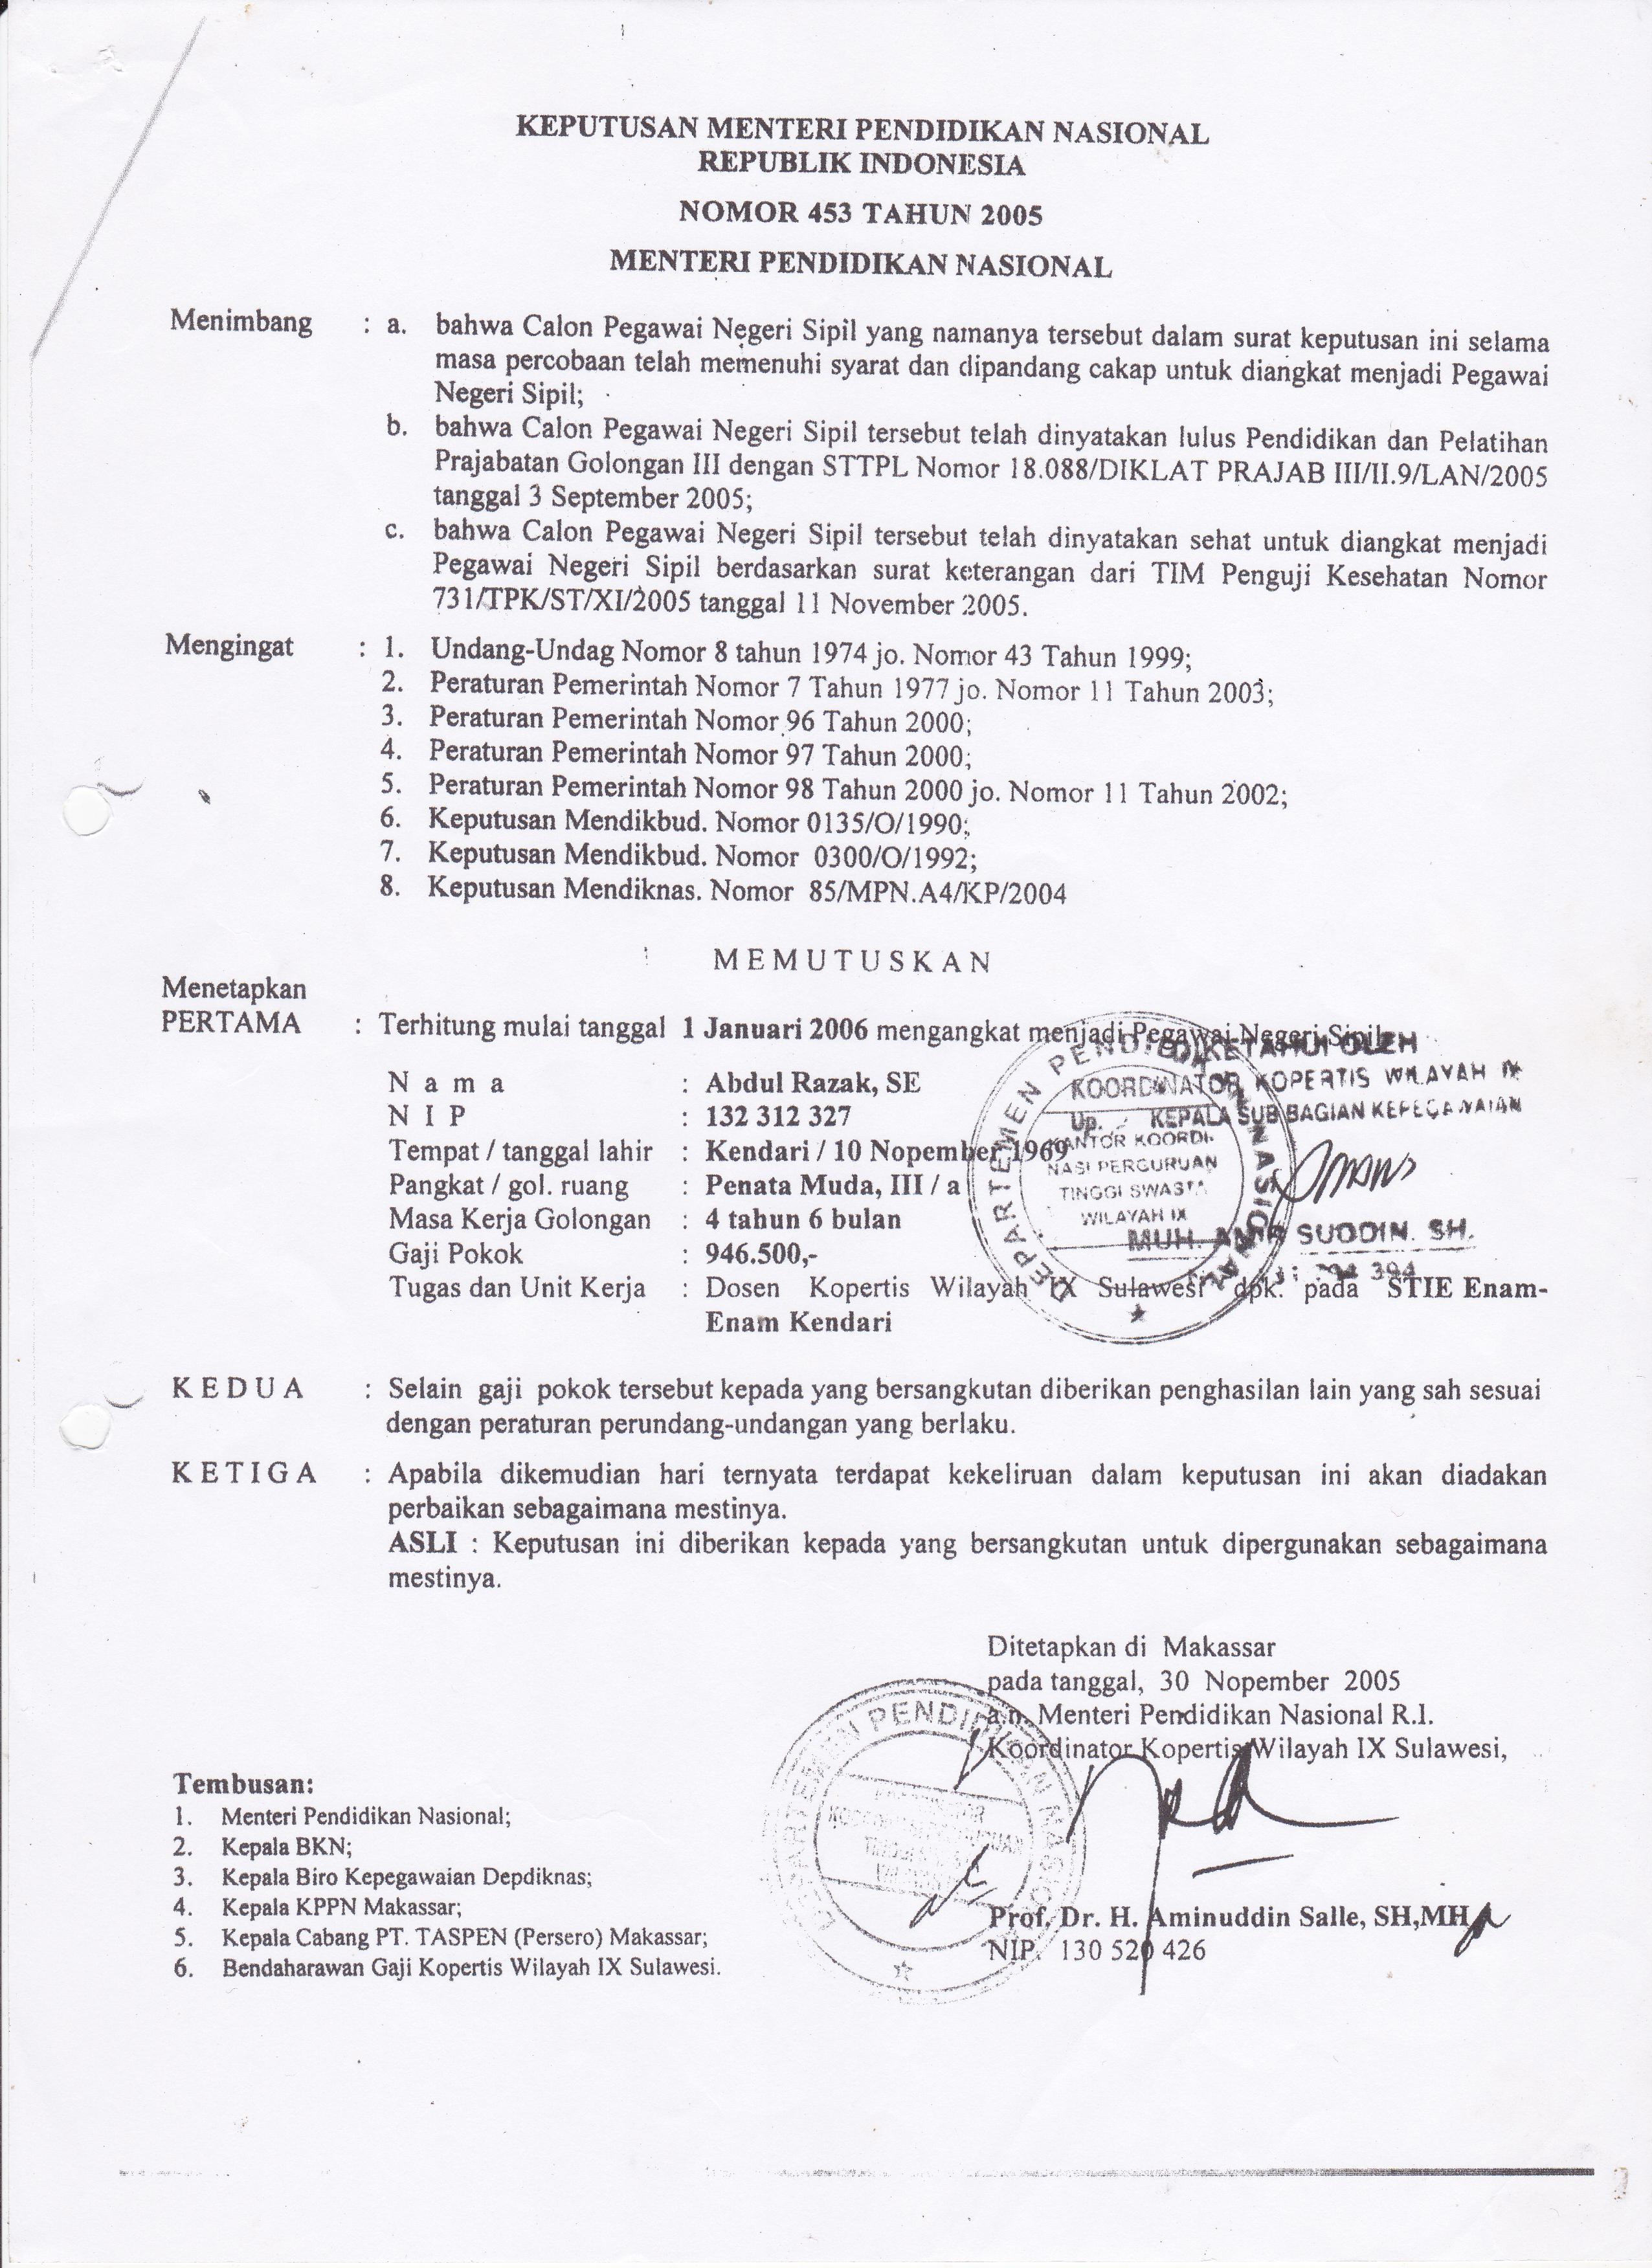 KEPUTUSAN MENTERI PENDIDIKAN NASIONAL
REPUBLIK INDONESIA
NOMOR 453 TAHUN 2005
MENTERI PENDIDIKAN NASIONAL
Menimbang : a. bahwa Calon Pegawai Negeri Sipil yang namanya tersebut dalam surat keputusan ini selama
masa percobaan telah memenuhi syarat dan dipandang cakap untuk diangkat menjadi Pegawai
Negeri Sipil;
b. bahwa Calon Pegawai Negeri Sipil tersebut telah dinyatakan lulus Pendidikan dan Pelatihan
Prajabatan Golongan III dengan STTPL Nomor 18.088/DIKLAT PRAJAB III/II.9/LAN/2005
tanggal 3 September 2005;
c. bahwa Calon Pegawai Negeri Sipil tersebut telah dinyatakan sehat untuk diangkat menjadi
Pegawai Negeri Sipil berdasarkan surat keterangan dari TIM Penguji Kesehatan Nomor
731/TPK/ST/XI/2005 tanggal 11 November 2005.
Mengingat : 1. Undang-Undag Nomor 8 tahun 1974 jo. Nomor 43 Tahun 1999;
2. Peraturan Pemerintah Nomor 7 Tahun 1977 jo. Nomor 11 Tahun 2003;
3. Peraturan Pemerintah Nomor 96 Tahun 2000;
4. Peraturan Pemerintah Nomor 97 Tahun 2000;
5. Peraturan Pemerintah Nomor 98 Tahun 2000 jo. Nomor 11 Tahun 2002;
6. Keputusan Mendikbud. Nomor 0135/O/1990;
7. Keputusan Mendikbud. Nomor 0300/O/1992;
8. Keputusan Mendiknas. Nomor 85/MPN.A4/KP/2004
M E M U T U S K A N
Menetapkan
PERTAMA : Terhitung mulai tanggal 1 Januari 2006 mengangkat menjadi Pegawai Negeri Sipil
N a m a : Abdul Razak, SE
N I P : 132 312 327
Tempat / tanggal lahir : Kendari / 10 Nopember 1969
Pangkat / gol. ruang : Penata Muda, III / a
Masa Kerja Golongan : 4 tahun 6 bulan
Gaji Pokok : 946.500,-
Tugas dan Unit Kerja : Dosen Kopertis Wilayah IX Sulawesi dpk. pada STIE Enam-
Enam Kendari
DIKETAHUI OLEH
KOORDINATOR KOPERTIS WILAYAH IX
Up. KEPALA SUB BAGIAN KEPEGAWAIAN
MUH. AMIR SUDDIN. SH.
DEPARTEMEN PENDIDIKAN NASIONAL
KANTOR KOORDI-
NASI PERGURUAN
TINGGI SWASTA
WILAYAH IX
K E D U A : Selain gaji pokok tersebut kepada yang bersangkutan diberikan penghasilan lain yang sah sesuai
dengan peraturan perundang-undangan yang berlaku.
K E T I G A : Apabila dikemudian hari ternyata terdapat kekeliruan dalam keputusan ini akan diadakan
perbaikan sebagaimana mestinya.
ASLI : Keputusan ini diberikan kepada yang bersangkutan untuk dipergunakan sebagaimana
mestinya.
Ditetapkan di Makassar
pada tanggal, 30 Nopember 2005
a.n. Menteri Pendidikan Nasional R.I.
Koordinator Kopertis Wilayah IX Sulawesi,
DEPARTEMEN PENDIDIKAN NASIONAL
Prof. Dr. H. Aminuddin Salle, SH,MH
NIP. 130 520 426
Tembusan:
1. Menteri Pendidikan Nasional;
2. Kepala BKN;
3. Kepala Biro Kepegawaian Depdiknas;
4. Kepala KPPN Makassar;
5. Kepala Cabang PT. TASPEN (Persero) Makassar;
6. Bendaharawan Gaji Kopertis Wilayah IX Sulawesi.